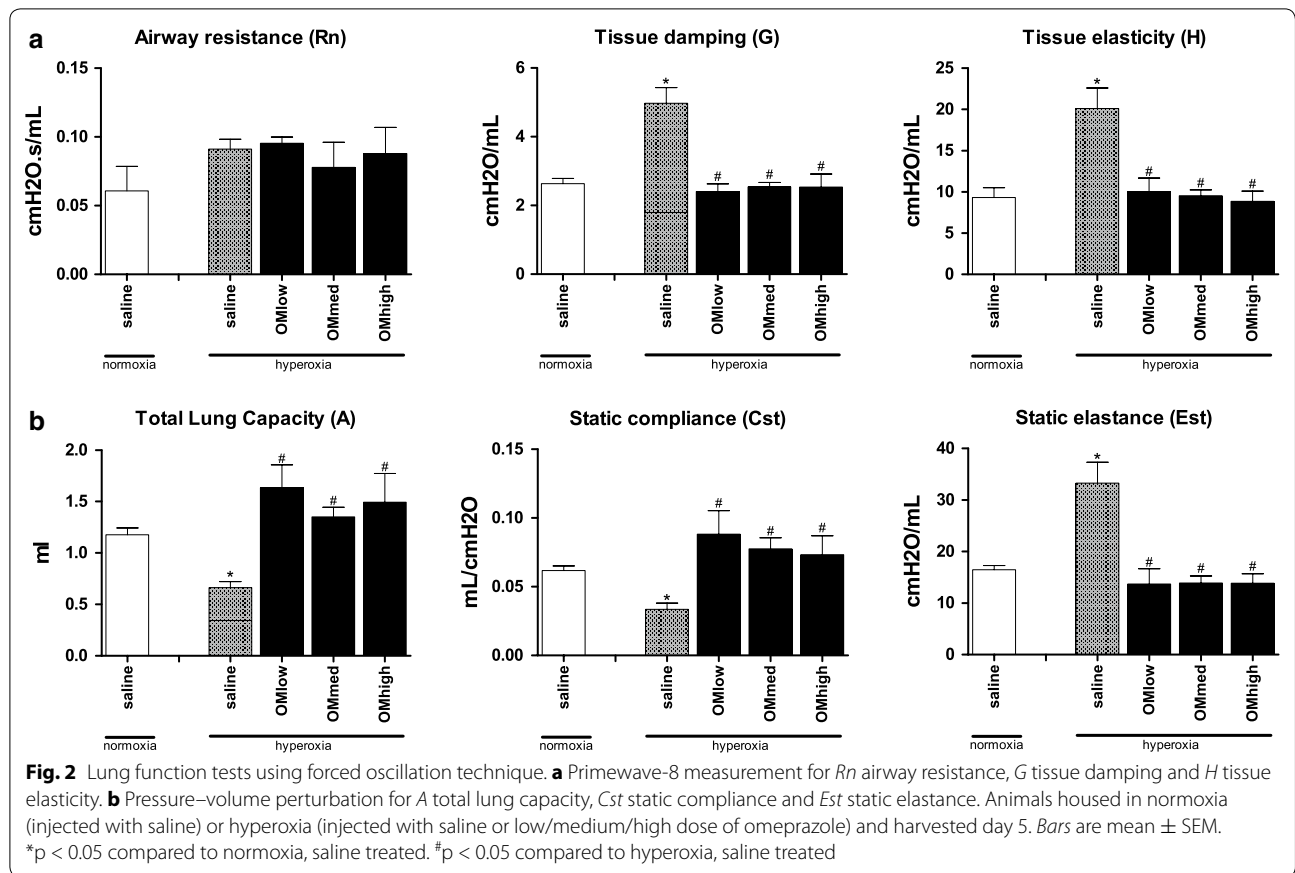 a
Airway resistance (Rn)
cmH2O.s/mL
0.15
0.10
0.05
0.00
saline
saline
OMlow
OMmed
OMhigh
normoxia
hyperoxia
Tissue damping (G)
cmH2O/mL
6
4
2
0
*
#
#
#
saline
saline
OMlow
OMmed
OMhigh
normoxia
hyperoxia
Tissue elasticity (H)
cmH2O/mL
25
20
15
10
5
0
*
#
#
#
saline
saline
OMlow
OMmed
OMhigh
normoxia
hyperoxia
b
Total Lung Capacity (A)
ml
2.0
1.5
1.0
0.5
0.0
*
#
#
#
saline
saline
OMlow
OMmed
OMhigh
normoxia
hyperoxia
Static compliance (Cst)
mL/cmH2O
0.15
0.10
0.05
0.00
*
#
#
#
saline
saline
OMlow
OMmed
OMhigh
normoxia
hyperoxia
Static elastance (Est)
cmH2O/mL
40
30
20
10
0
*
#
#
#
saline
saline
OMlow
OMmed
OMhigh
normoxia
hyperoxia
Fig. 2 Lung function tests using forced oscillation technique. a Primewave-8 measurement for Rn airway resistance, G tissue damping and H tissue
elasticity. b Pressure–volume perturbation for A total lung capacity, Cst static compliance and Est static elastance. Animals housed in normoxia
(injected with saline) or hyperoxia (injected with saline or low/medium/high dose of omeprazole) and harvested day 5. Bars are mean ± SEM.
*p < 0.05 compared to normoxia, saline treated. #p < 0.05 compared to hyperoxia, saline treated